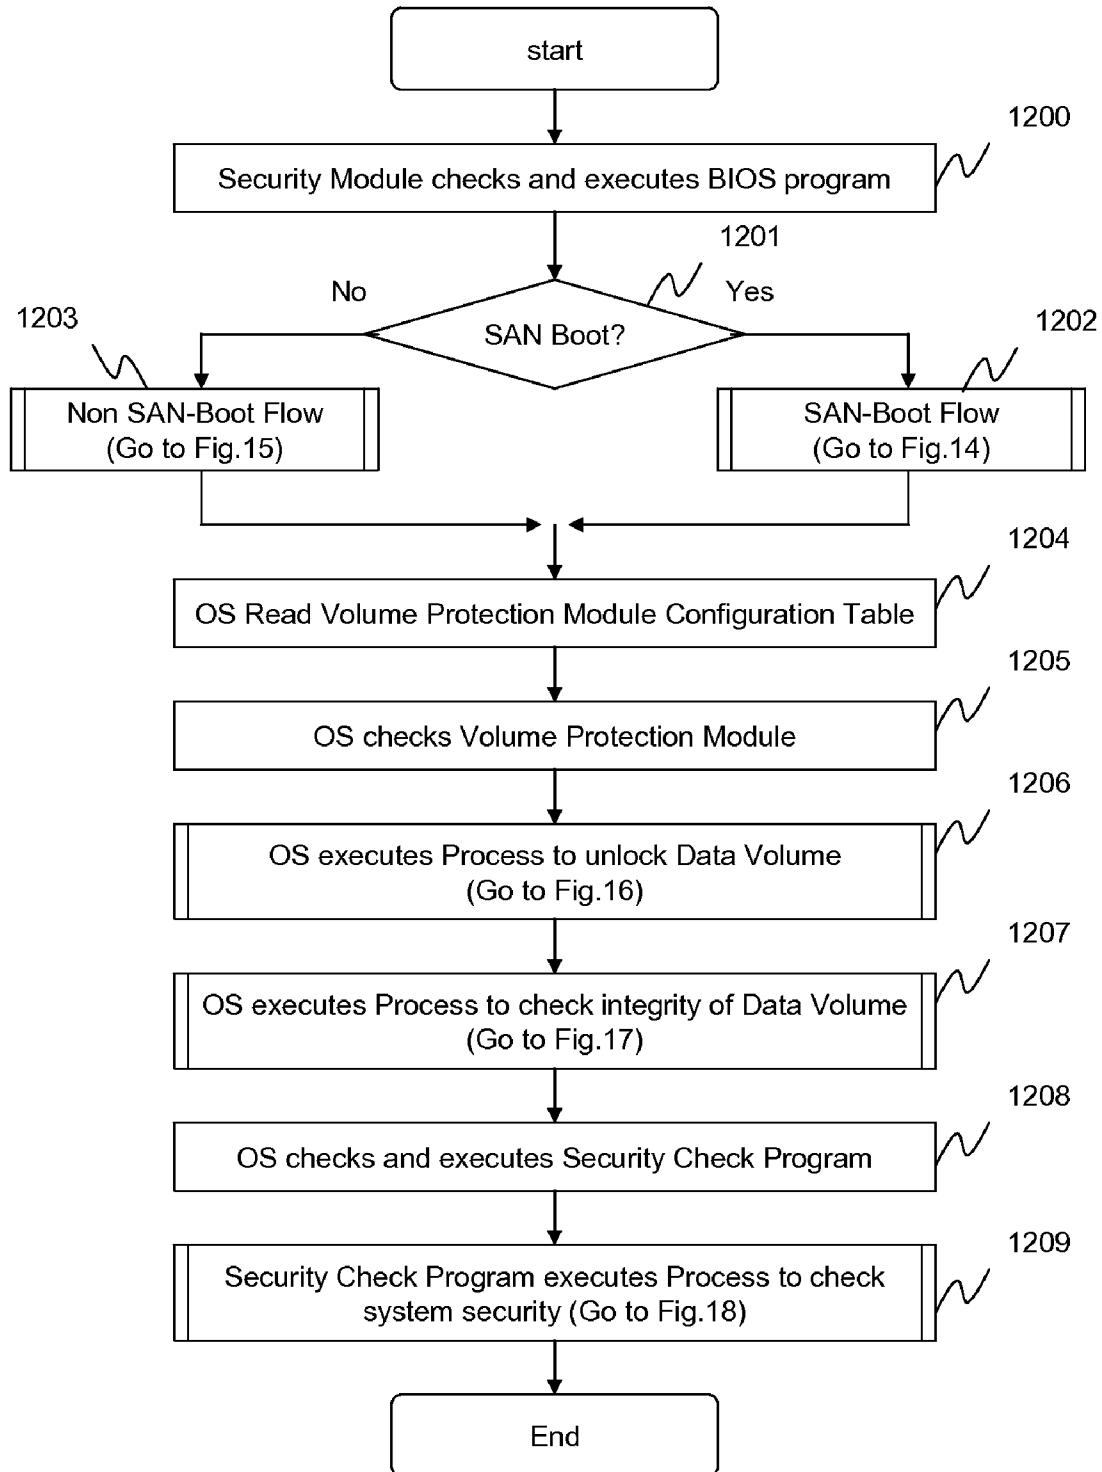 start
1200
Security Module checks and executes BIOS program
1201
No
Yes
SAN Boot?
1203
1202
Non SAN-Boot Flow
(Go to Fig.15)
SAN-Boot Flow
(Go to Fig.14)
1204
OS Read Volume Protection Module Configuration Table
1205
OS checks Volume Protection Module
1206
OS executes Process to unlock Data Volume
(Go to Fig.16)
1207
OS executes Process to check integrity of Data Volume
(Go to Fig.17)
1208
OS checks and executes Security Check Program
1209
Security Check Program executes Process to check
system security (Go to Fig.18)
End